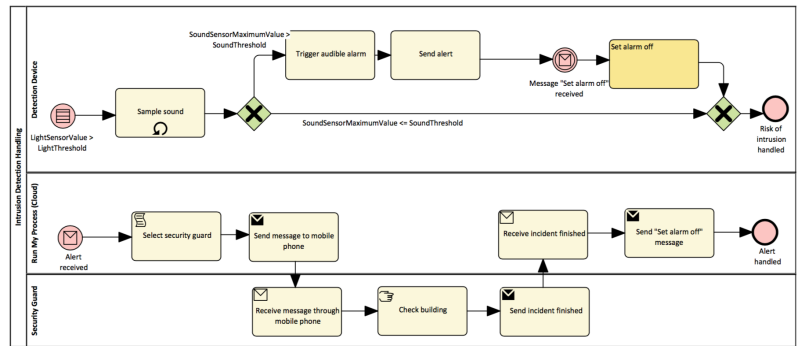 Intrusion Detection Handling
Detection Device
SoundSensorMaximumValue >
SoundThreshold
Trigger audible alarm
Send alert
Set alarm off
Message "Set alarm off"
received
LightSensorValue >
LightThreshold
Sample sound
SoundSensorMaximumValue <= SoundThreshold
Risk of
intrusion
handled
Run My Process (Cloud)
Alert
received
Select security guard
Send message to mobile
phone
Receive incident finished
Send "Set alarm off"
message
Alert
handled
Security Guard
Receive message through
mobile phone
Check building
Send incident finished